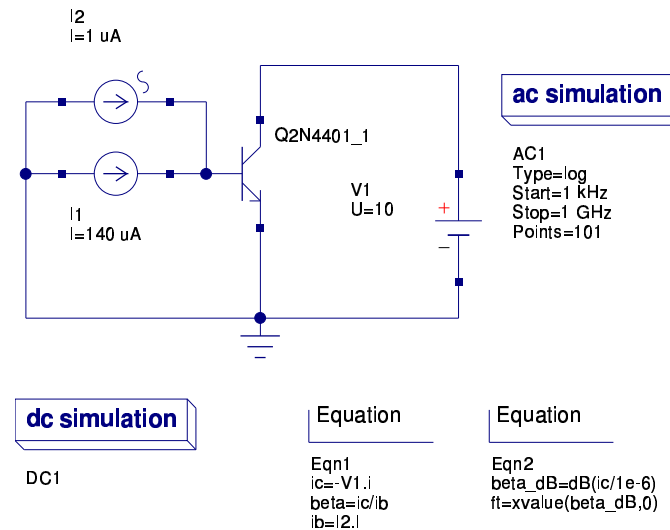 I2
I=1 uA
Q2N4401_1
I1
I=140 uA
V1
U=10
+
−
ac simulation
AC1
Type=log
Start=1 kHz
Stop=1 GHz
Points=101
dc simulation
DC1
Equation
Eqn1
ic=-V1.i
beta=ic/ib
ib=I2.I
Equation
Eqn2
beta_dB=dB(ic/1e-6)
ft=xvalue(beta_dB,0)